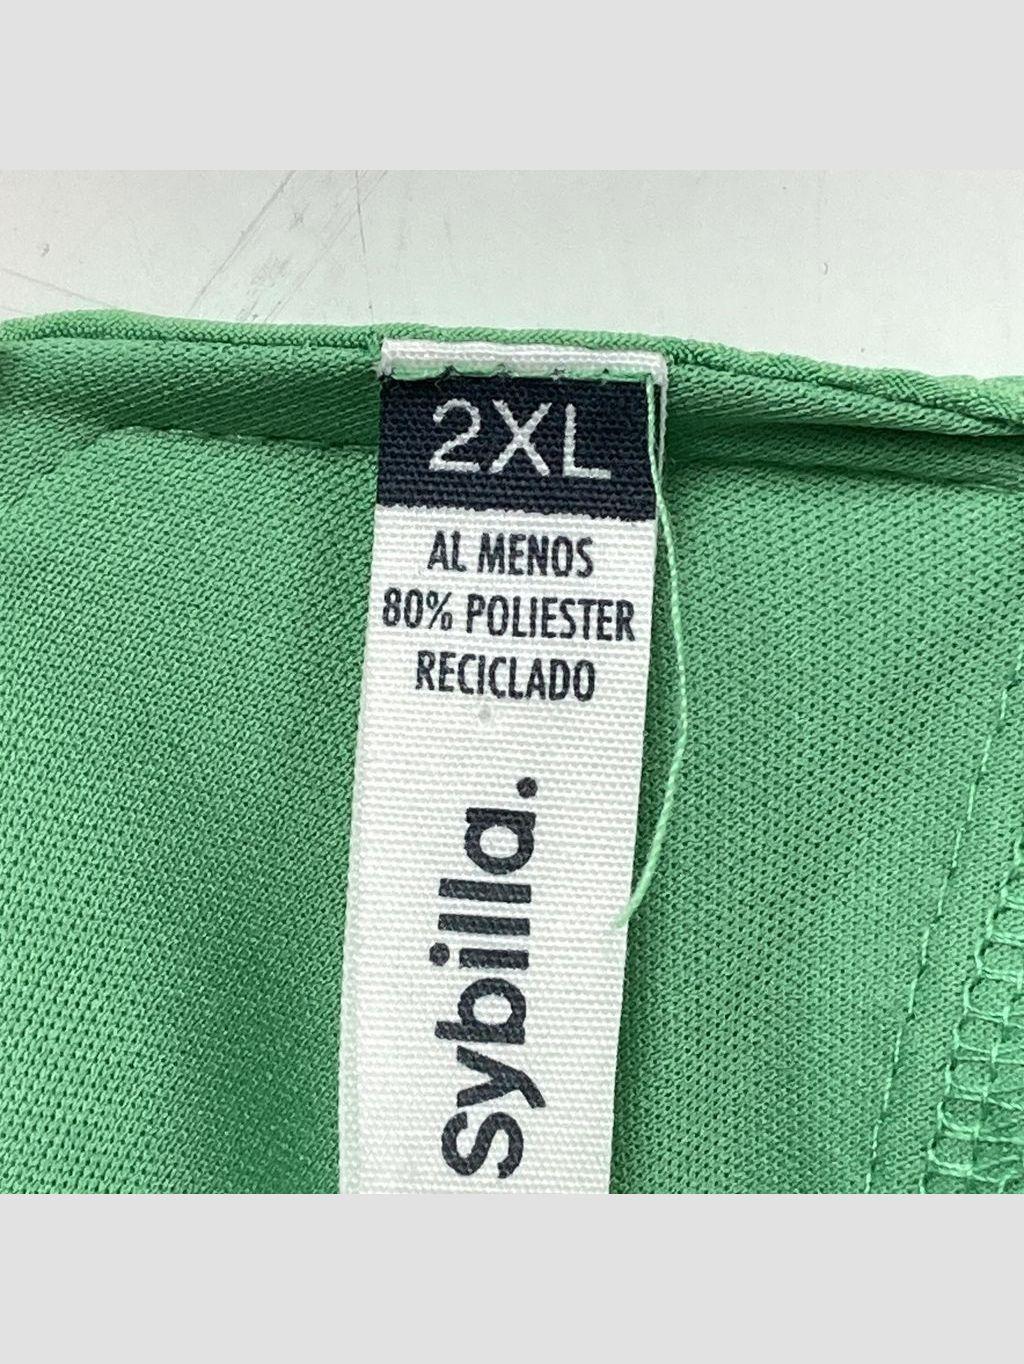 2XL
AL MENOS
80% POLIESTER
RECICLADO
Sybilla.